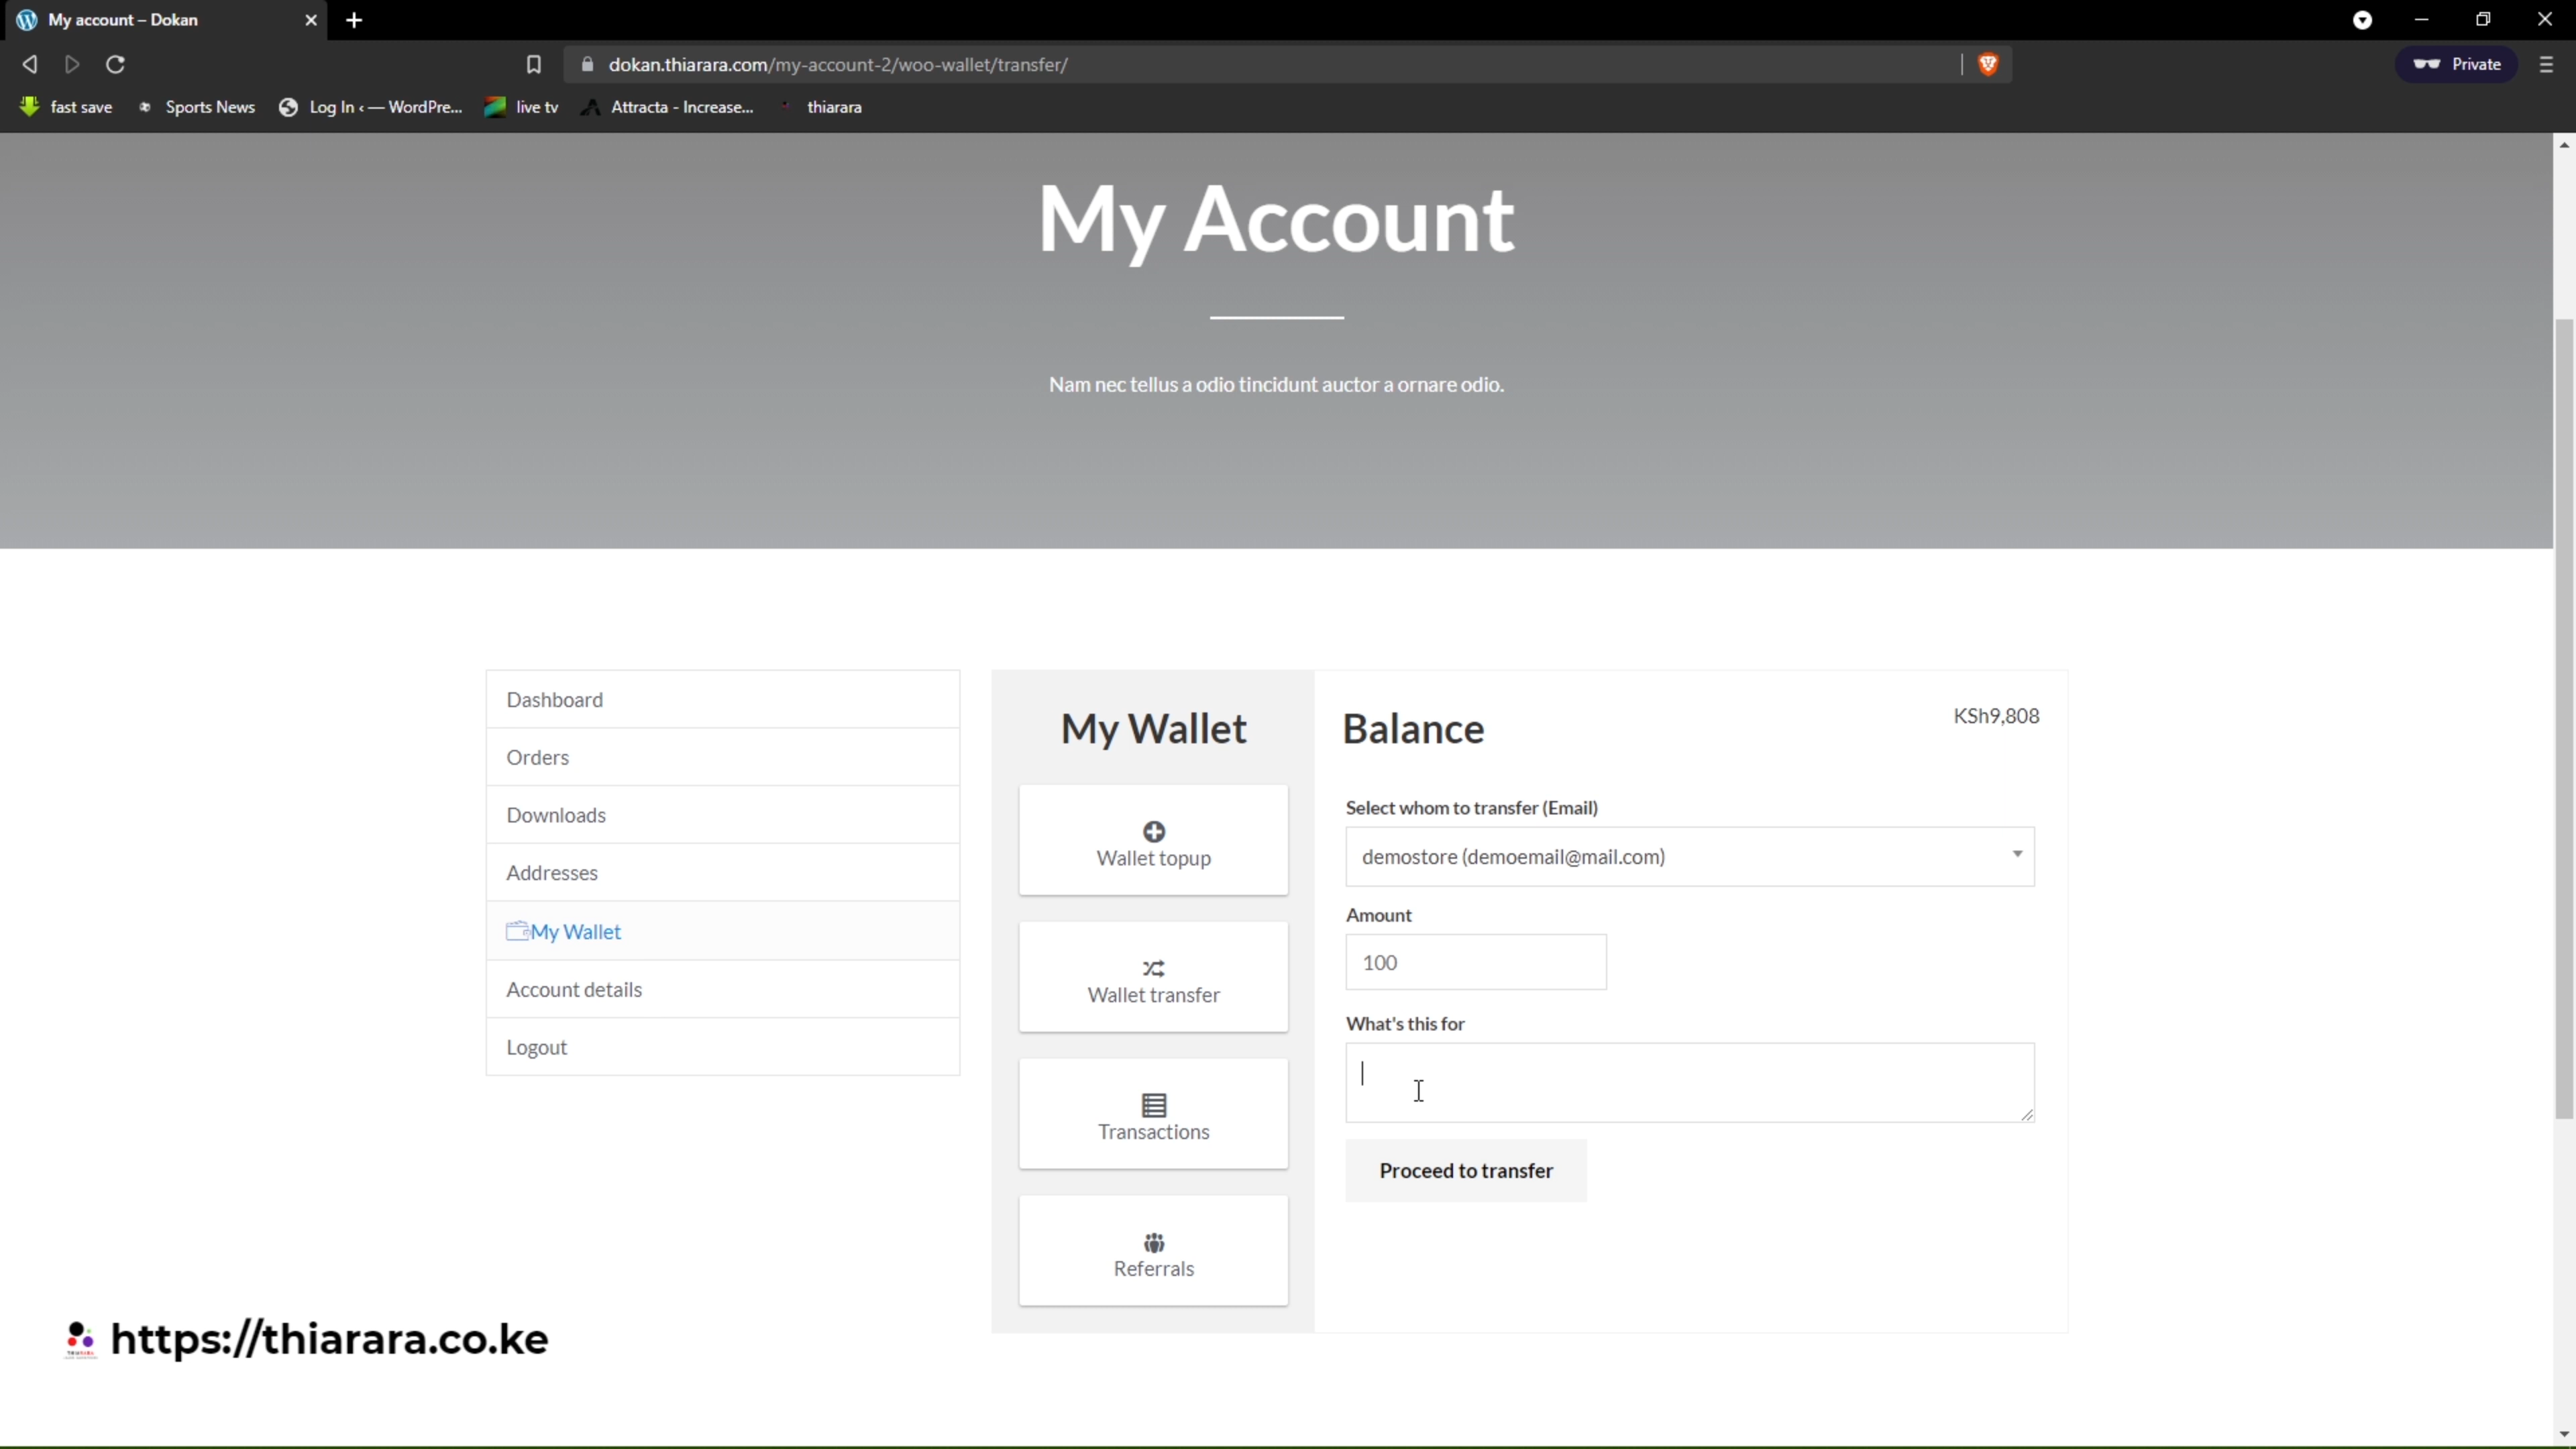 My account – Dokan
dokan.thiarara.com/my-account-2/woo-wallet/transfer/
Private
fast save
Sports News
Log In ‹ — WordPre...
live tv
Attracta - Increase...
thiarara
My Account
Nam nec tellus a odio tincidunt auctor a ornare odio.
Dashboard
Orders
Downloads
Addresses
My Wallet
Account details
Logout
My Wallet
Wallet topup
Wallet transfer
Transactions
Referrals
Balance
KSh9,808
Select whom to transfer (Email)
demostore (demoemail@mail.com)
Amount
100
What's this for
Proceed to transfer
https://thiarara.co.ke